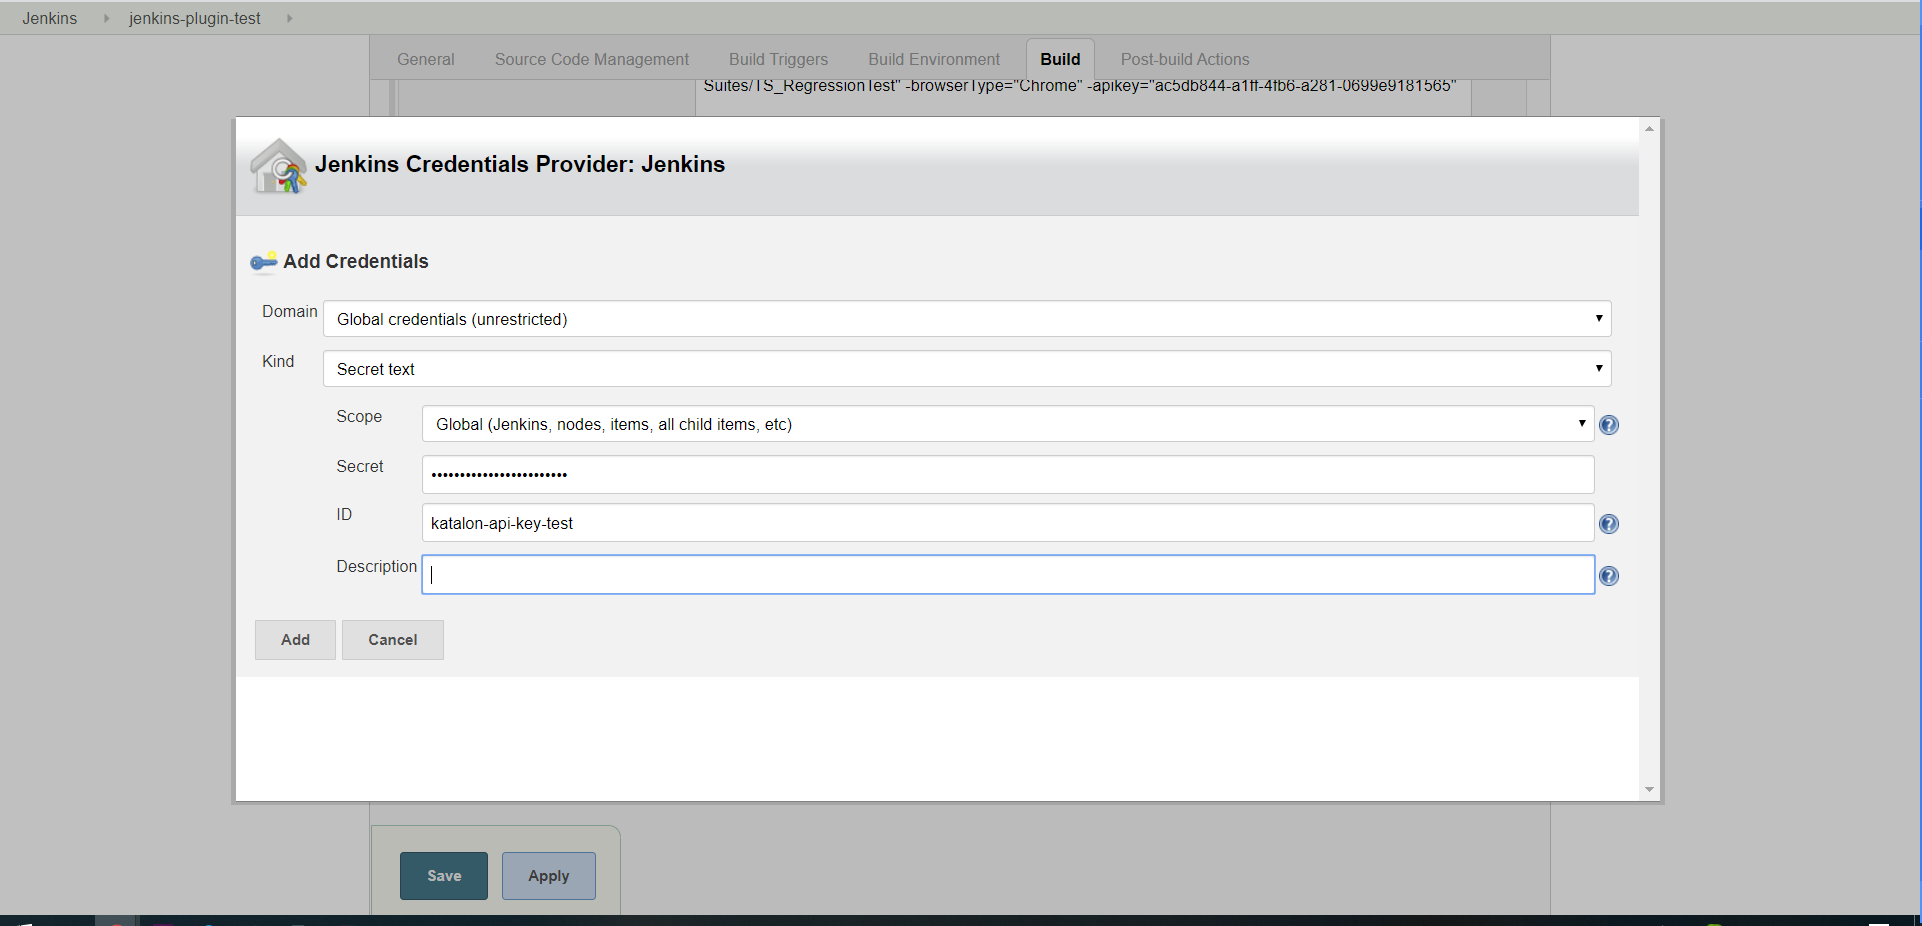 Jenkins jenkins-plugin-test
General Source Code Management Build Triggers Build Environment Build Post-build Actions
Suites/TS_RegressionTest" -browserType="Chrome" -apikey="ac5db844-a1ff-4fb6-a281-0699e9181565"
Jenkins Credentials Provider: Jenkins
Add Credentials
Domain Global credentials (unrestricted)
Kind Secret text
Scope Global (Jenkins, nodes, items, all child items, etc)
Secret ••••••••••••••••••••••••
ID katalon-api-key-test
Description
Add Cancel
Save Apply